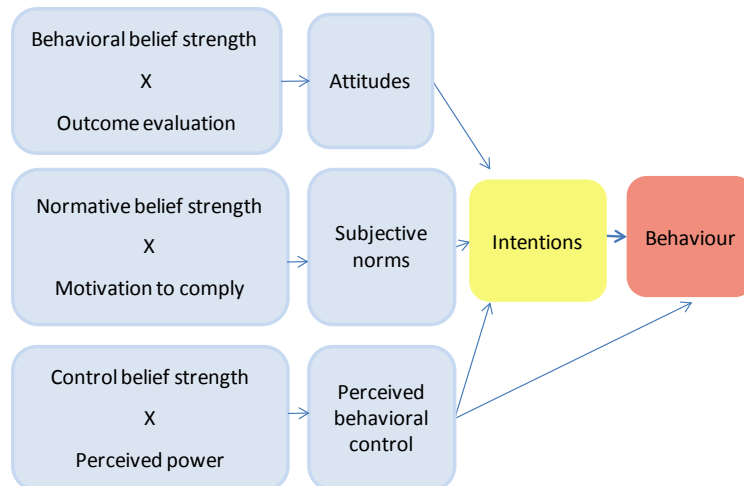 Behavioral belief strength
X
Outcome evaluation
Attitudes
Normative belief strength
X
Motivation to comply
Subjective
norms
Intentions
Behaviour
Control belief strength
X
Perceived power
Perceived
behavioral
control